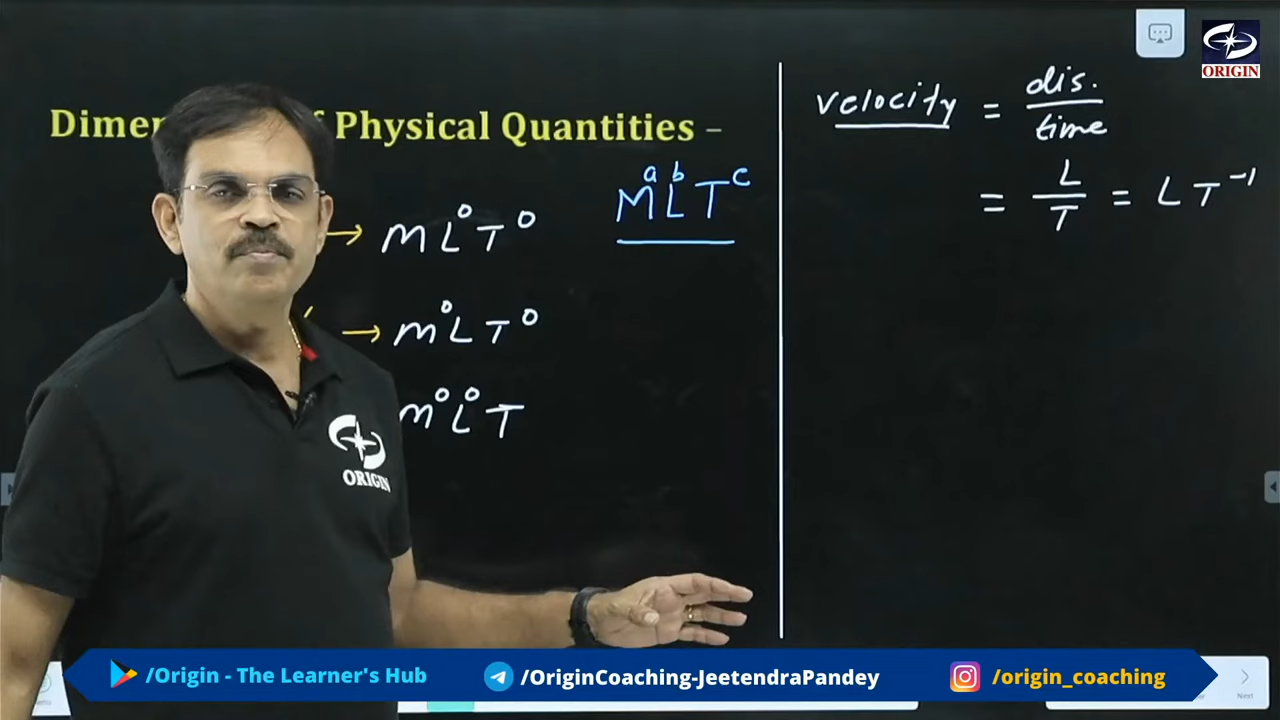 ORIGIN
Dimen f Physical Quantities –
MᵃLᵇTᶜ
→ ML⁰T⁰
→ M⁰LT⁰
M⁰L⁰T
velocity = dis./time
= L/T = LT⁻¹
ORIGIN
/Origin - The Learner's Hub
/OriginCoaching-JeetendraPandey
/origin_coaching
Next